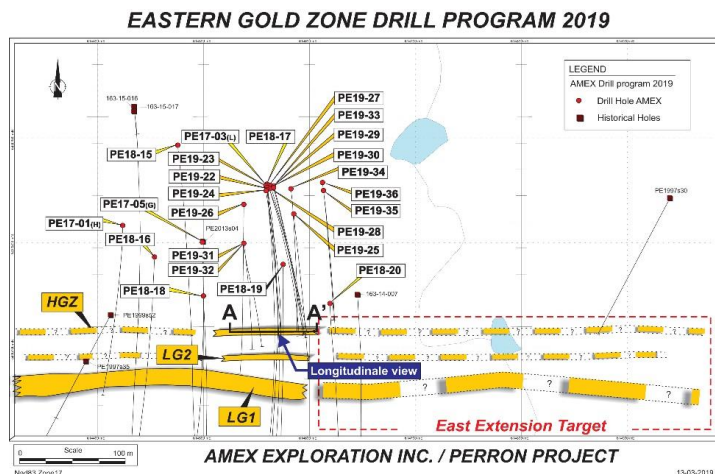 EASTERN GOLD ZONE DRILL PROGRAM 2019
N
LEGEND
AMEX Drill program 2019
Drill Hole AMEX
Historical Holes
163-15-017
PE17-03(L)
PE18-17
PE19-27
PE19-33
PE19-29
PE19-30
PE19-34
PE18-15
PE19-23
PE19-22
PE19-24
PE19-36
PE19-35
PE1997s30
PE17-05(G)
PE19-26
PE19-28
PE19-25
PE17-01(H)
PE18-16
PE2013s04
PE19-31
PE19-32
PE18-20
PE18-18
PE18-19
163-14-007
HGZ
A
A'
LG2
Longitudinale view
LG1
? ? ?
East Extension Target
0 Scale 100 m
Nad83 Zone17
AMEX EXPLORATION INC. / PERRON PROJECT
13-03-2019